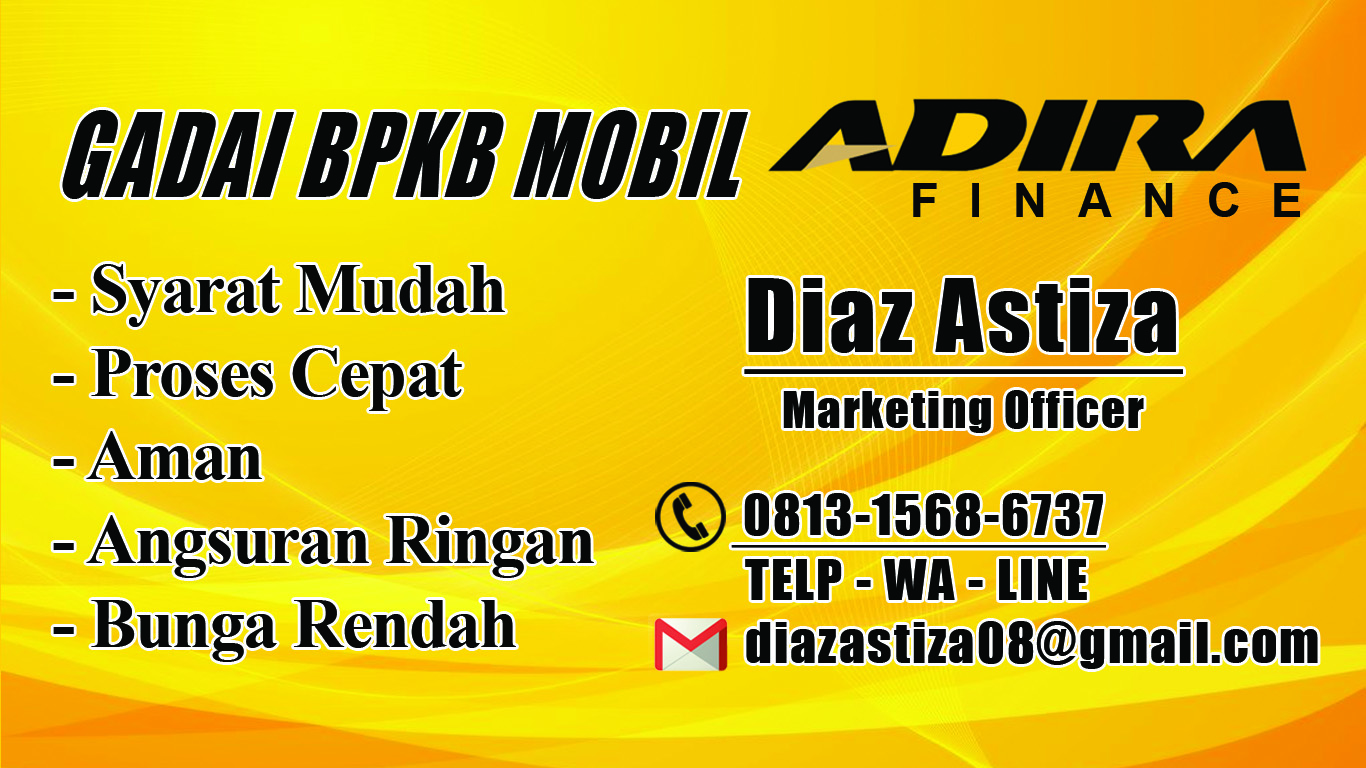 GADAI BPKB MOBIL
- Syarat Mudah
- Proses Cepat
- Aman
- Angsuran Ringan
- Bunga Rendah
ADIRA
FINANCE
Diaz Astiza
Marketing Officer
0813-1568-6737
TELP - WA - LINE
diazastiza08@gmail.com